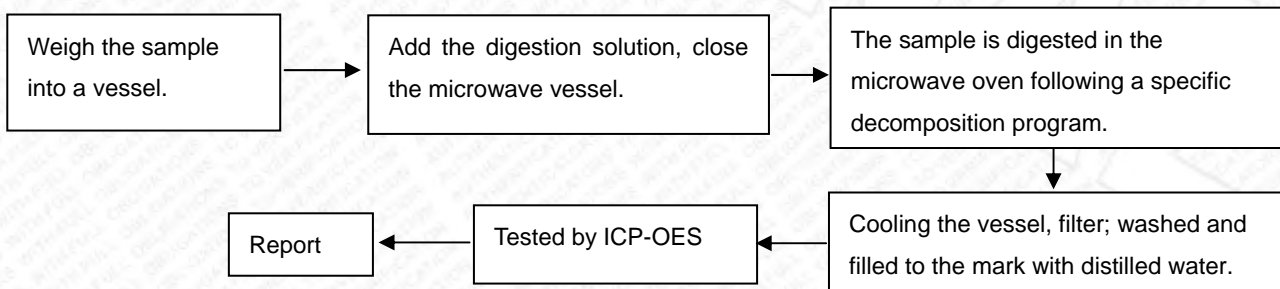 Weigh the sample
into a vessel.
Add the digestion solution, close
the microwave vessel.
The sample is digested in the
microwave oven following a specific
decomposition program.
Cooling the vessel, filter; washed and
filled to the mark with distilled water.
Tested by ICP-OES
Report